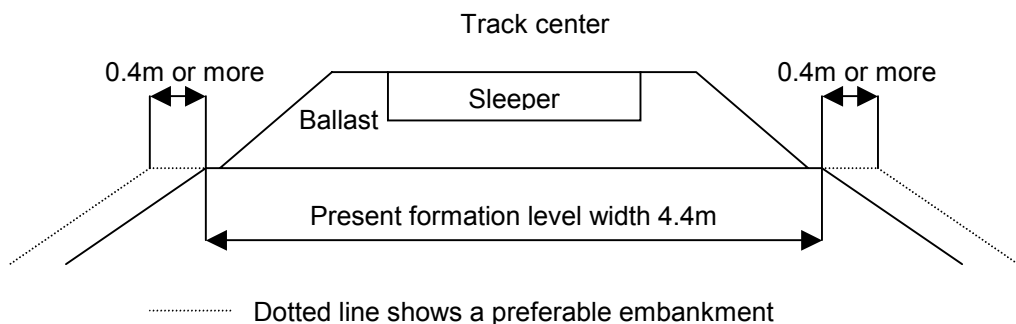 Track center
0.4m or more
0.4m or more
Sleeper
Ballast
Present formation level width 4.4m
Dotted line shows a preferable embankment